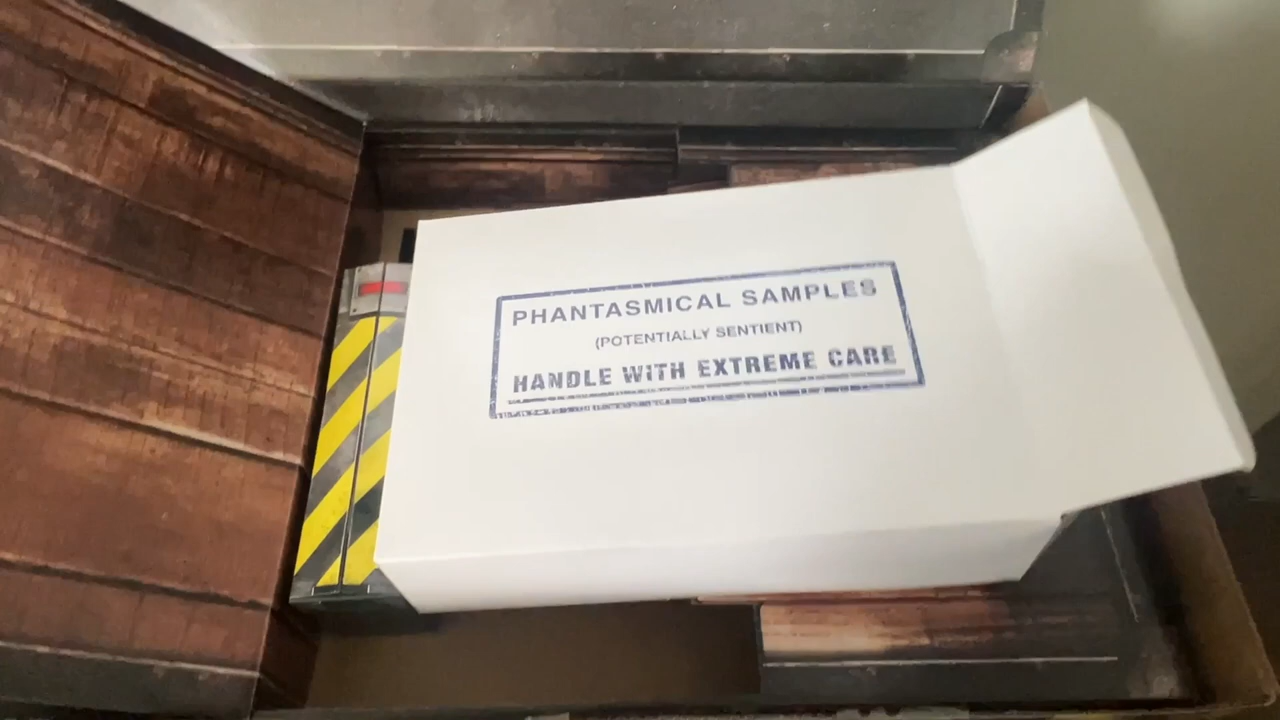 PHANTASMICAL SAMPLES
(POTENTIALLY SENTIENT)
HANDLE WITH EXTREME CARE